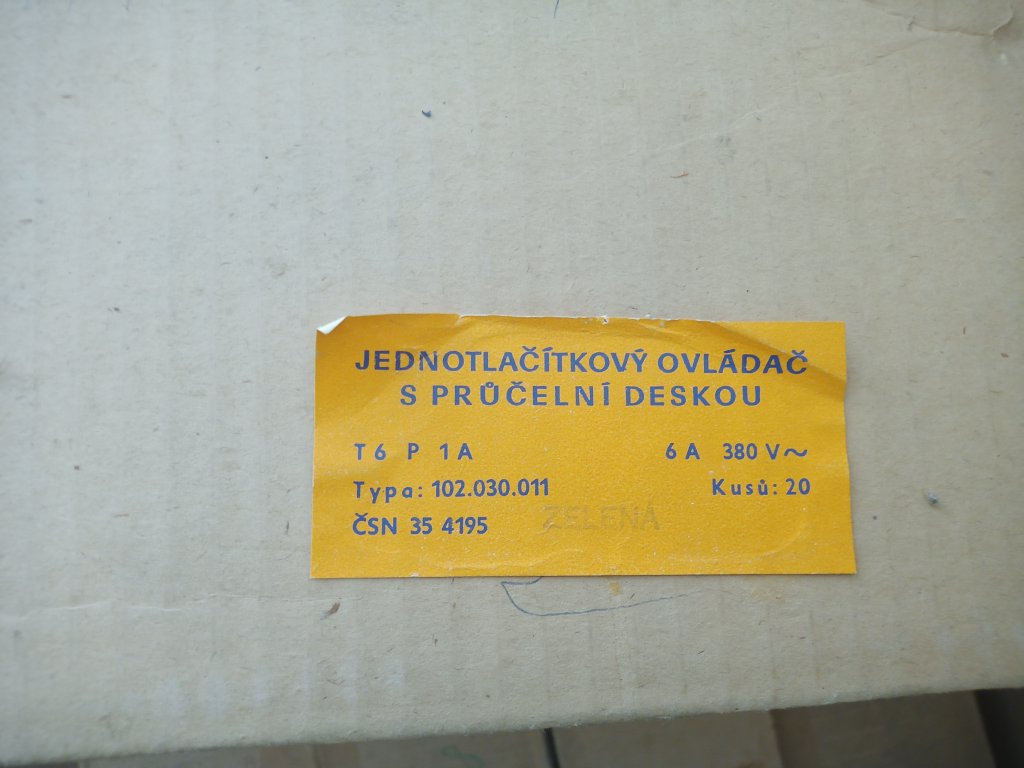 JEDNOTLAČÍTKOVÝ OVLÁDAČ
S PRŮČELNÍ DESKOU
T6 P 1A 6 A 380 V~
Typa: 102.030.011 Kusů: 20
ČSN 35 4195 ZELENÁ